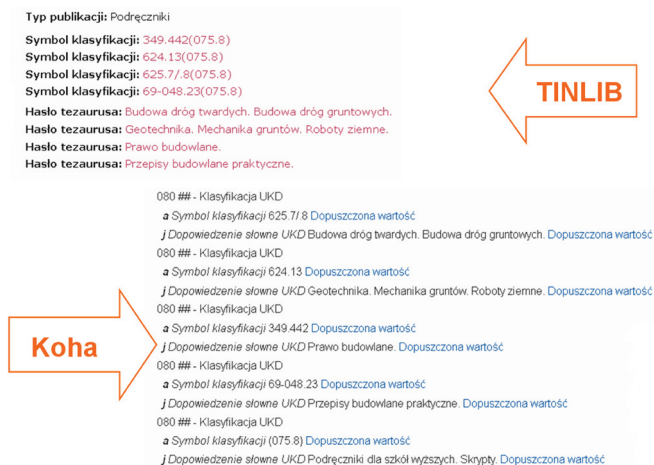 Typ publikacji: Podręczniki
Symbol klasyfikacji: 349.442(075.8)
Symbol klasyfikacji: 624.13(075.8)
Symbol klasyfikacji: 625.7/.8(075.8)
Symbol klasyfikacji: 69-048.23(075.8)
Hasło tezaurusa: Budowa dróg twardych. Budowa dróg gruntowych.
Hasło tezaurusa: Geotechnika. Mechanika gruntów. Roboty ziemne.
Hasło tezaurusa: Prawo budowlane.
Hasło tezaurusa: Przepisy budowlane praktyczne.
TINLIB
080 ## - Klasyfikacja UKD
a Symbol klasyfikacji 625.7/.8 Dopuszczona wartość
j Dopowiedzenie słowne UKD Budowa dróg twardych. Budowa dróg gruntowych. Dopuszczona wartość
080 ## - Klasyfikacja UKD
a Symbol klasyfikacji 624.13 Dopuszczona wartość
j Dopowiedzenie słowne UKD Geotechnika. Mechanika gruntów. Roboty ziemne. Dopuszczona wartość
080 ## - Klasyfikacja UKD
a Symbol klasyfikacji 349.442 Dopuszczona wartość
j Dopowiedzenie słowne UKD Prawo budowlane. Dopuszczona wartość
080 ## - Klasyfikacja UKD
a Symbol klasyfikacji 69-048.23 Dopuszczona wartość
j Dopowiedzenie słowne UKD Przepisy budowlane praktyczne. Dopuszczona wartość
080 ## - Klasyfikacja UKD
a Symbol klasyfikacji (075.8) Dopuszczona wartość
j Dopowiedzenie słowne UKD Podręczniki dla szkół wyższych. Skrypty. Dopuszczona wartość
Koha